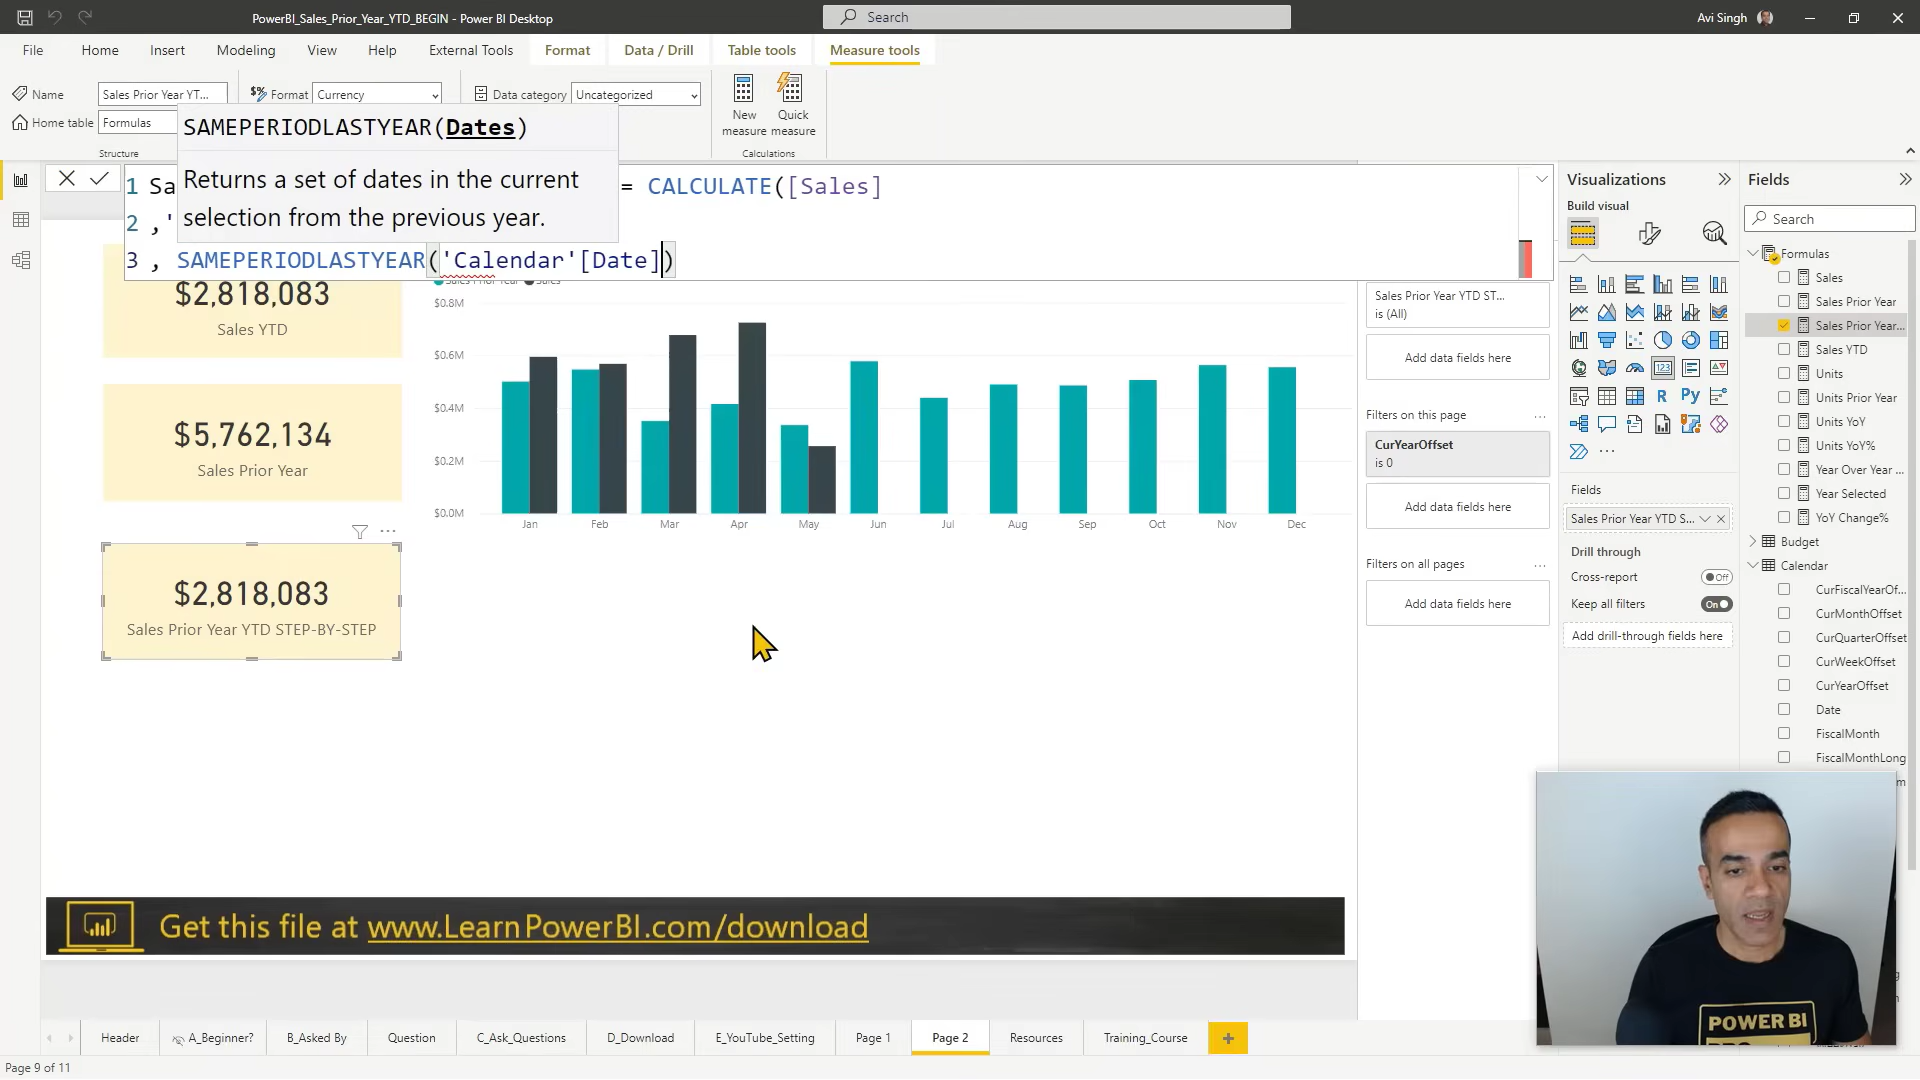 PowerBI_Sales_Prior_Year_YTD_BEGIN - Power BI Desktop
Search
Avi Singh
File
Home
Insert
Modeling
View
Help
External Tools
Format
Data / Drill
Table tools
Measure tools
Name
Sales Prior Year YT...
Format
Currency
Data category
Uncategorized
Home table
Formulas
Structure
New
measure
Quick
measure
Calculations
SAMEPERIODLASTYEAR(Dates)
Returns a set of dates in the current
selection from the previous year.
1 Sa = CALCULATE([Sales]
2 ,'
3 , SAMEPERIODLASTYEAR('Calendar'[Date])
$2,818,083
Sales YTD
$5,762,134
Sales Prior Year
$2,818,083
Sales Prior Year YTD STEP-BY-STEP
Sales Prior Year
Sales
$0.8M
$0.6M
$0.4M
$0.2M
$0.0M
Jan
Feb
Mar
Apr
May
Jun
Jul
Aug
Sep
Oct
Nov
Dec
Sales Prior Year YTD ST...
is (All)
Add data fields here
Filters on this page
CurYearOffset
is 0
Add data fields here
Filters on all pages
Add data fields here
Visualizations
Build visual
123
R
Py
Fields
Sales Prior Year YTD S...
Drill through
Cross-report
Off
Keep all filters
On
Add drill-through fields here
Fields
Search
Formulas
Sales
Sales Prior Year
Sales Prior Year...
Sales YTD
Units
Units Prior Year
Units YoY
Units YoY%
Year Over Year ...
Year Selected
YoY Change%
Budget
Calendar
CurFiscalYearOf...
CurMonthOffset
CurQuarterOffset
CurWeekOffset
CurYearOffset
Date
FiscalMonth
FiscalMonthLong
POWER BI
Get this file at www.LearnPowerBI.com/download
Header
A_Beginner?
B_Asked By
Question
C_Ask_Questions
D_Download
E_YouTube_Setting
Page 1
Page 2
Resources
Training_Course
+
Page 9 of 11